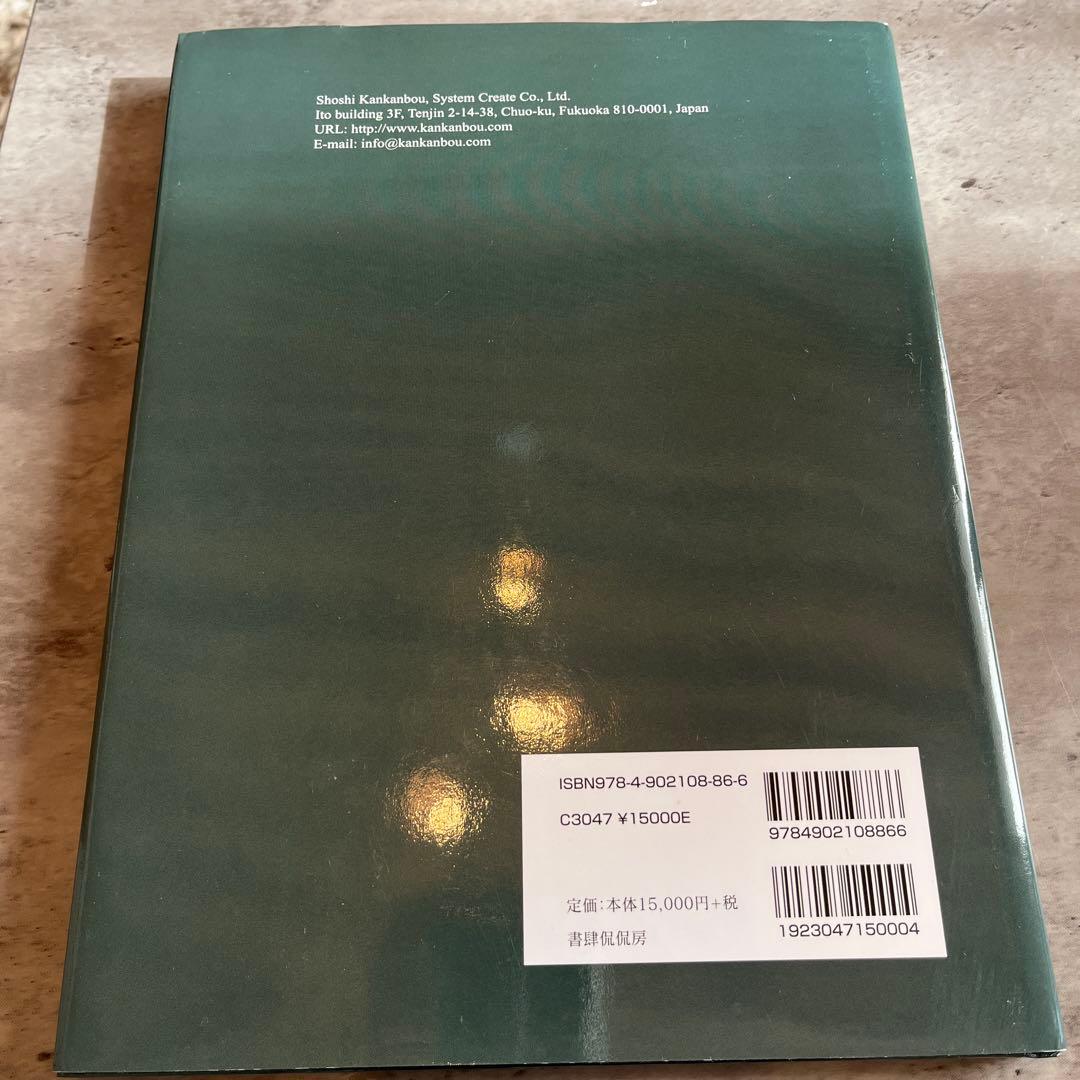 Shoshi Kankanbou, System Create Co., Ltd.
Ito building 3F, Tenjin 2-14-38, Chuo-ku, Fukuoka 810-0001, Japan
URL: http://www.kankanbou.com
E-mail: info@kankanbou.com
ISBN978-4-902108-86-6
C3047 ¥15000E
9784902108866
定価:本体15,000円+税
書肆侃侃房
1923047150004